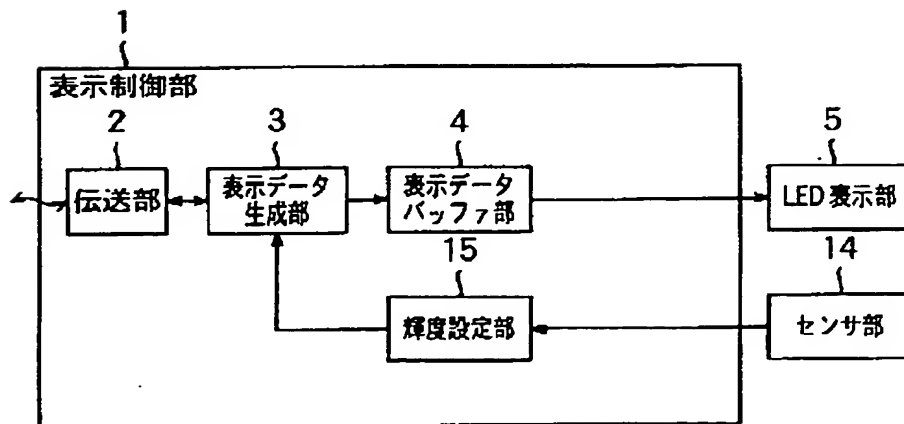 1
表示制御部
2
3
4
5
伝送部
表示データ
生成部
表示データ
バッファ部
LED表示部
15
14
輝度設定部
センサ部